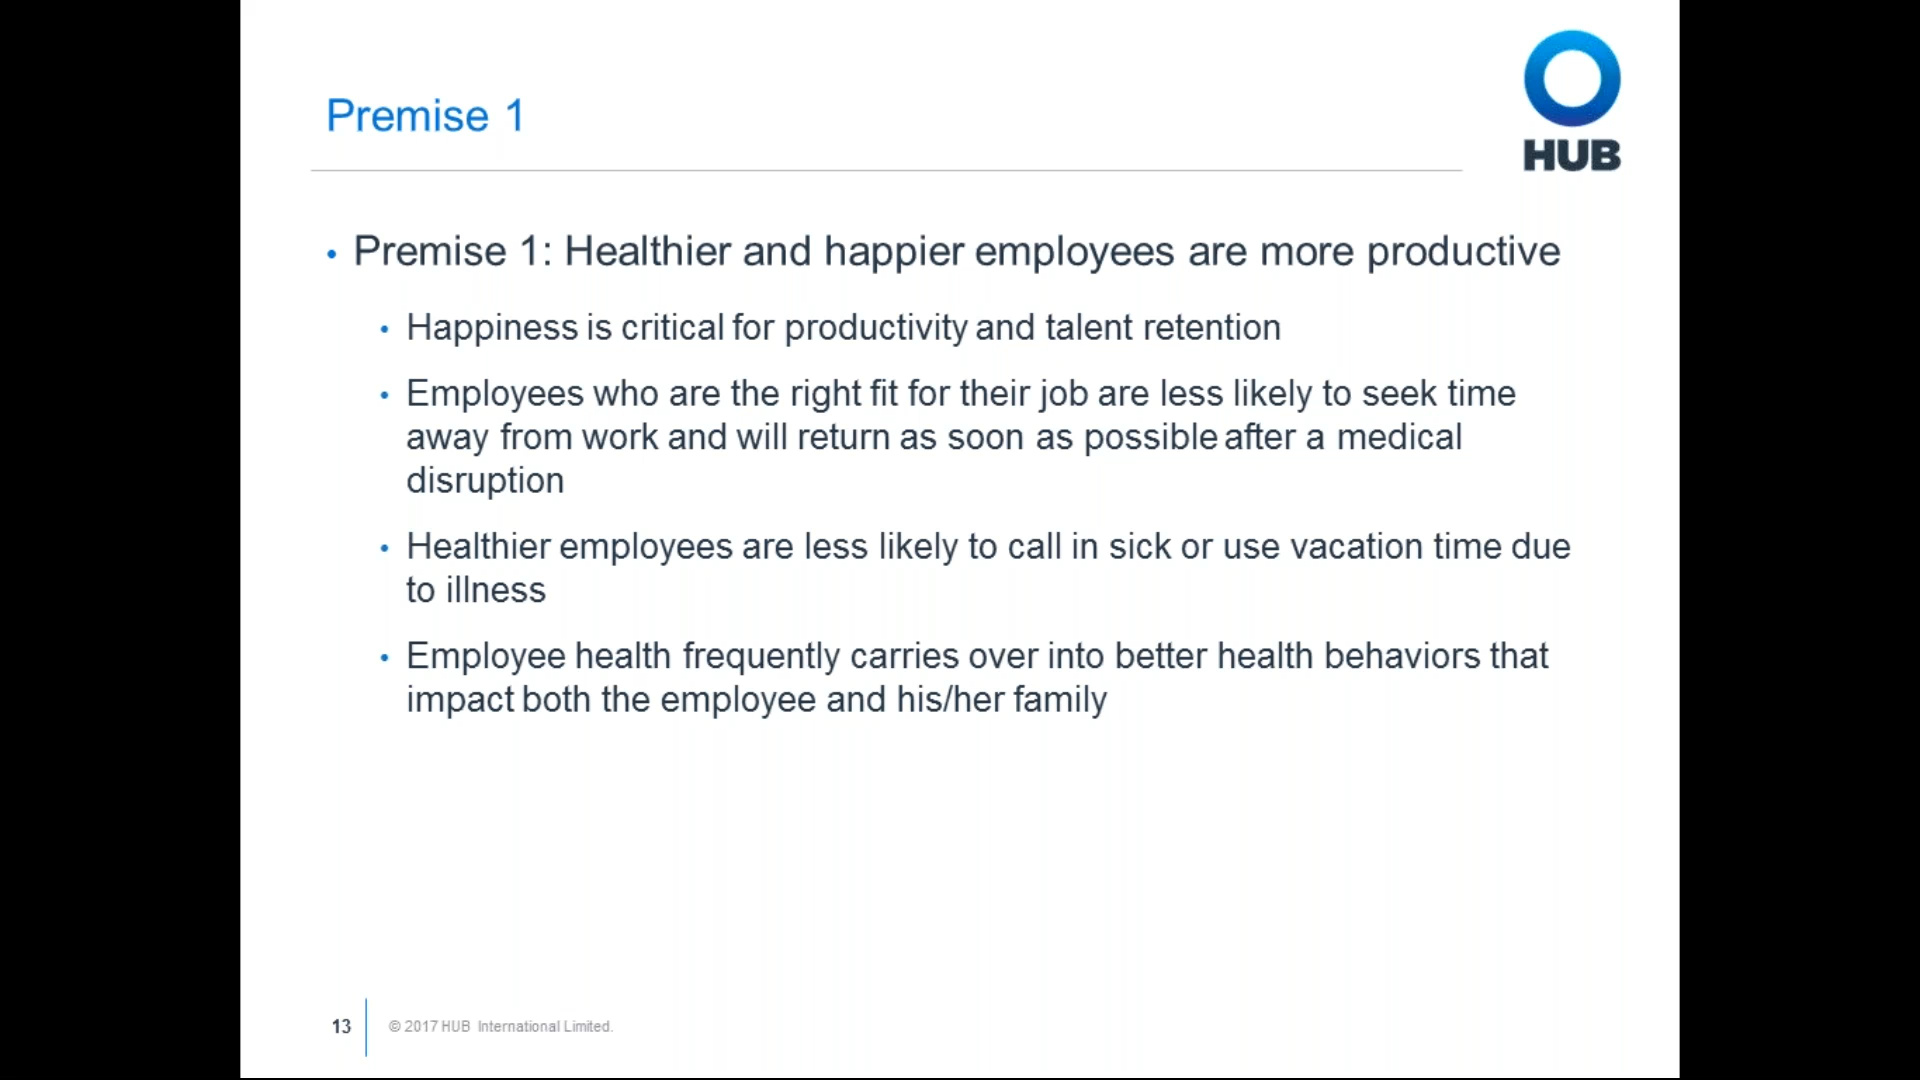 Premise 1
HUB
• Premise 1: Healthier and happier employees are more productive
• Happiness is critical for productivity and talent retention
• Employees who are the right fit for their job are less likely to seek time
away from work and will return as soon as possible after a medical
disruption
• Healthier employees are less likely to call in sick or use vacation time due
to illness
• Employee health frequently carries over into better health behaviors that
impact both the employee and his/her family
13
© 2017 HUB International Limited.